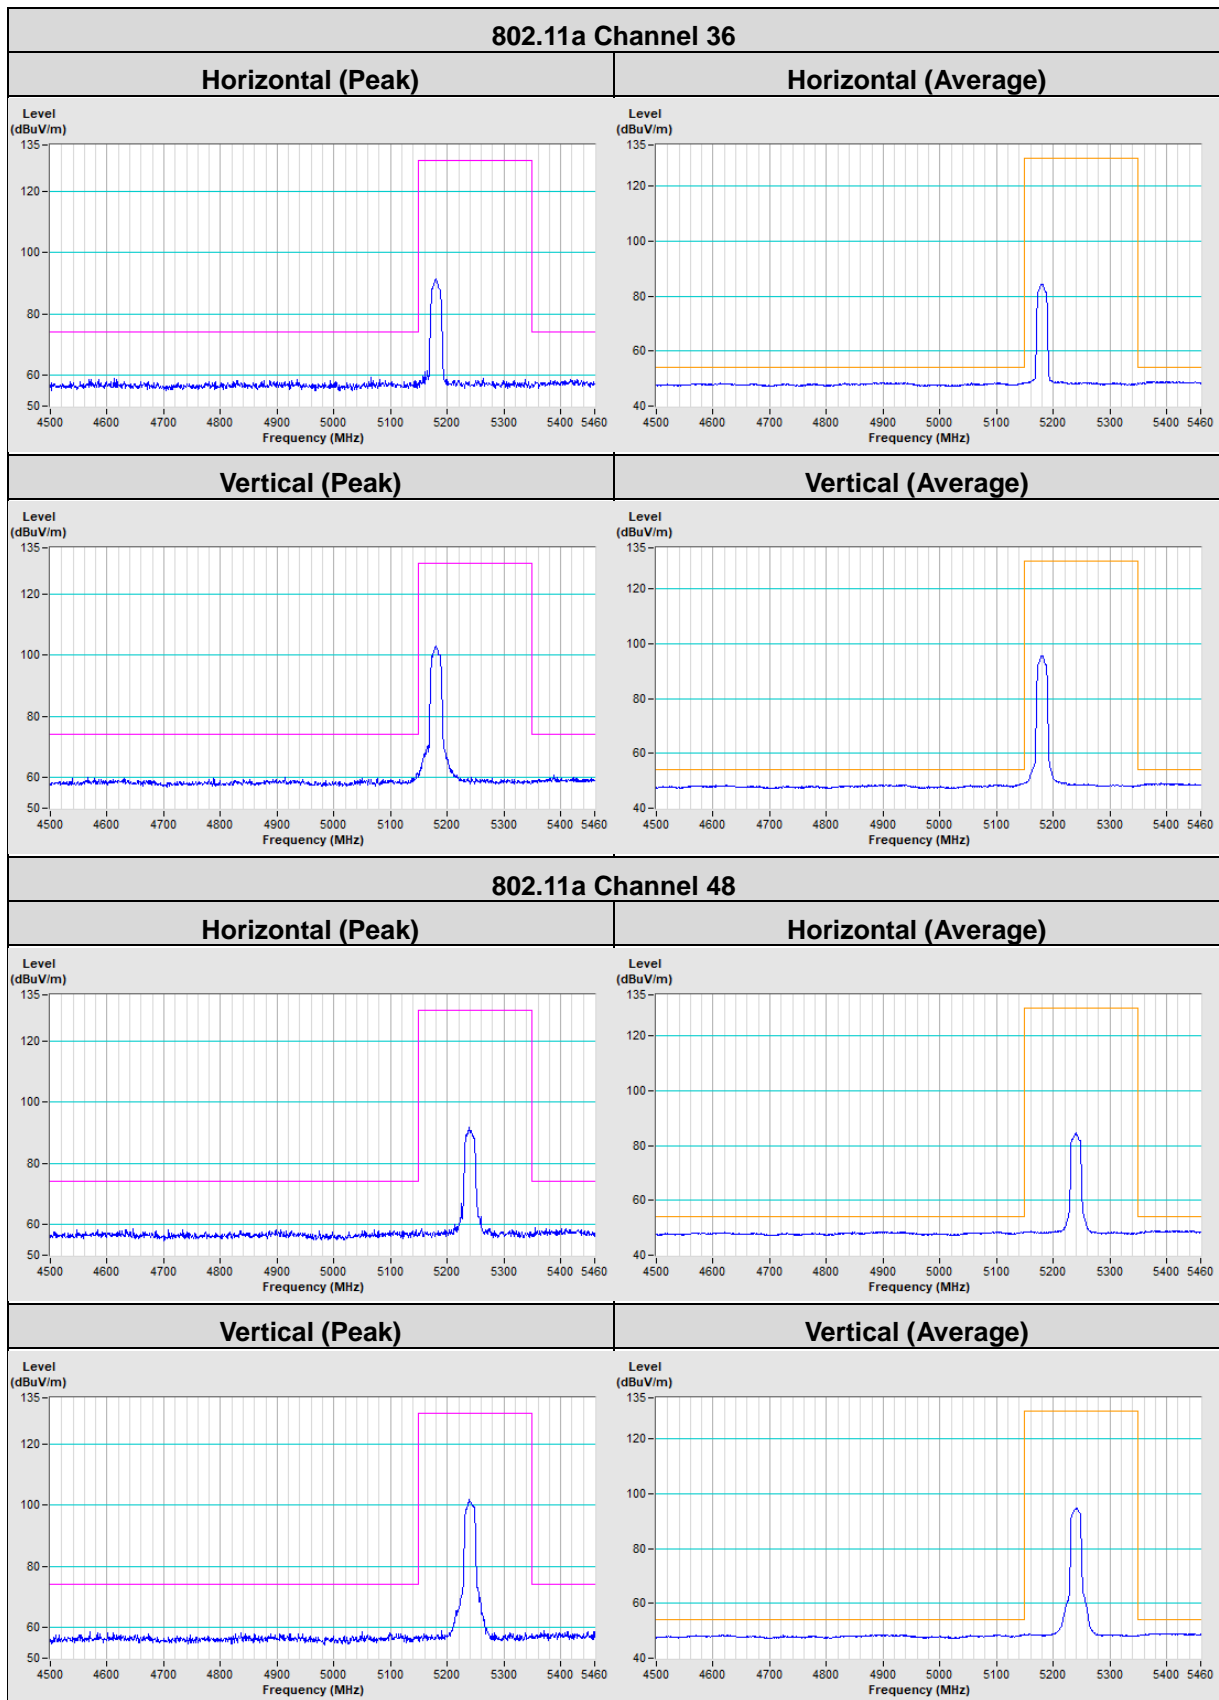 802.11a Channel 36
Horizontal (Peak) Horizontal (Average)
Level
(dBuV/m)
135
120
100
80
60
50
4500 4600 4700 4800 4900 5000 5100 5200 5300 5400 5460
Frequency (MHz)
Level
(dBuV/m)
135
120
100
80
60
40
4500 4600 4700 4800 4900 5000 5100 5200 5300 5400 5460
Frequency (MHz)
Vertical (Peak) Vertical (Average)
Level
(dBuV/m)
135
120
100
80
60
50
4500 4600 4700 4800 4900 5000 5100 5200 5300 5400 5460
Frequency (MHz)
Level
(dBuV/m)
135
120
100
80
60
40
4500 4600 4700 4800 4900 5000 5100 5200 5300 5400 5460
Frequency (MHz)
802.11a Channel 48
Horizontal (Peak) Horizontal (Average)
Level
(dBuV/m)
135
120
100
80
60
50
4500 4600 4700 4800 4900 5000 5100 5200 5300 5400 5460
Frequency (MHz)
Level
(dBuV/m)
135
120
100
80
60
40
4500 4600 4700 4800 4900 5000 5100 5200 5300 5400 5460
Frequency (MHz)
Vertical (Peak) Vertical (Average)
Level
(dBuV/m)
135
120
100
80
60
50
4500 4600 4700 4800 4900 5000 5100 5200 5300 5400 5460
Frequency (MHz)
Level
(dBuV/m)
135
120
100
80
60
40
4500 4600 4700 4800 4900 5000 5100 5200 5300 5400 5460
Frequency (MHz)